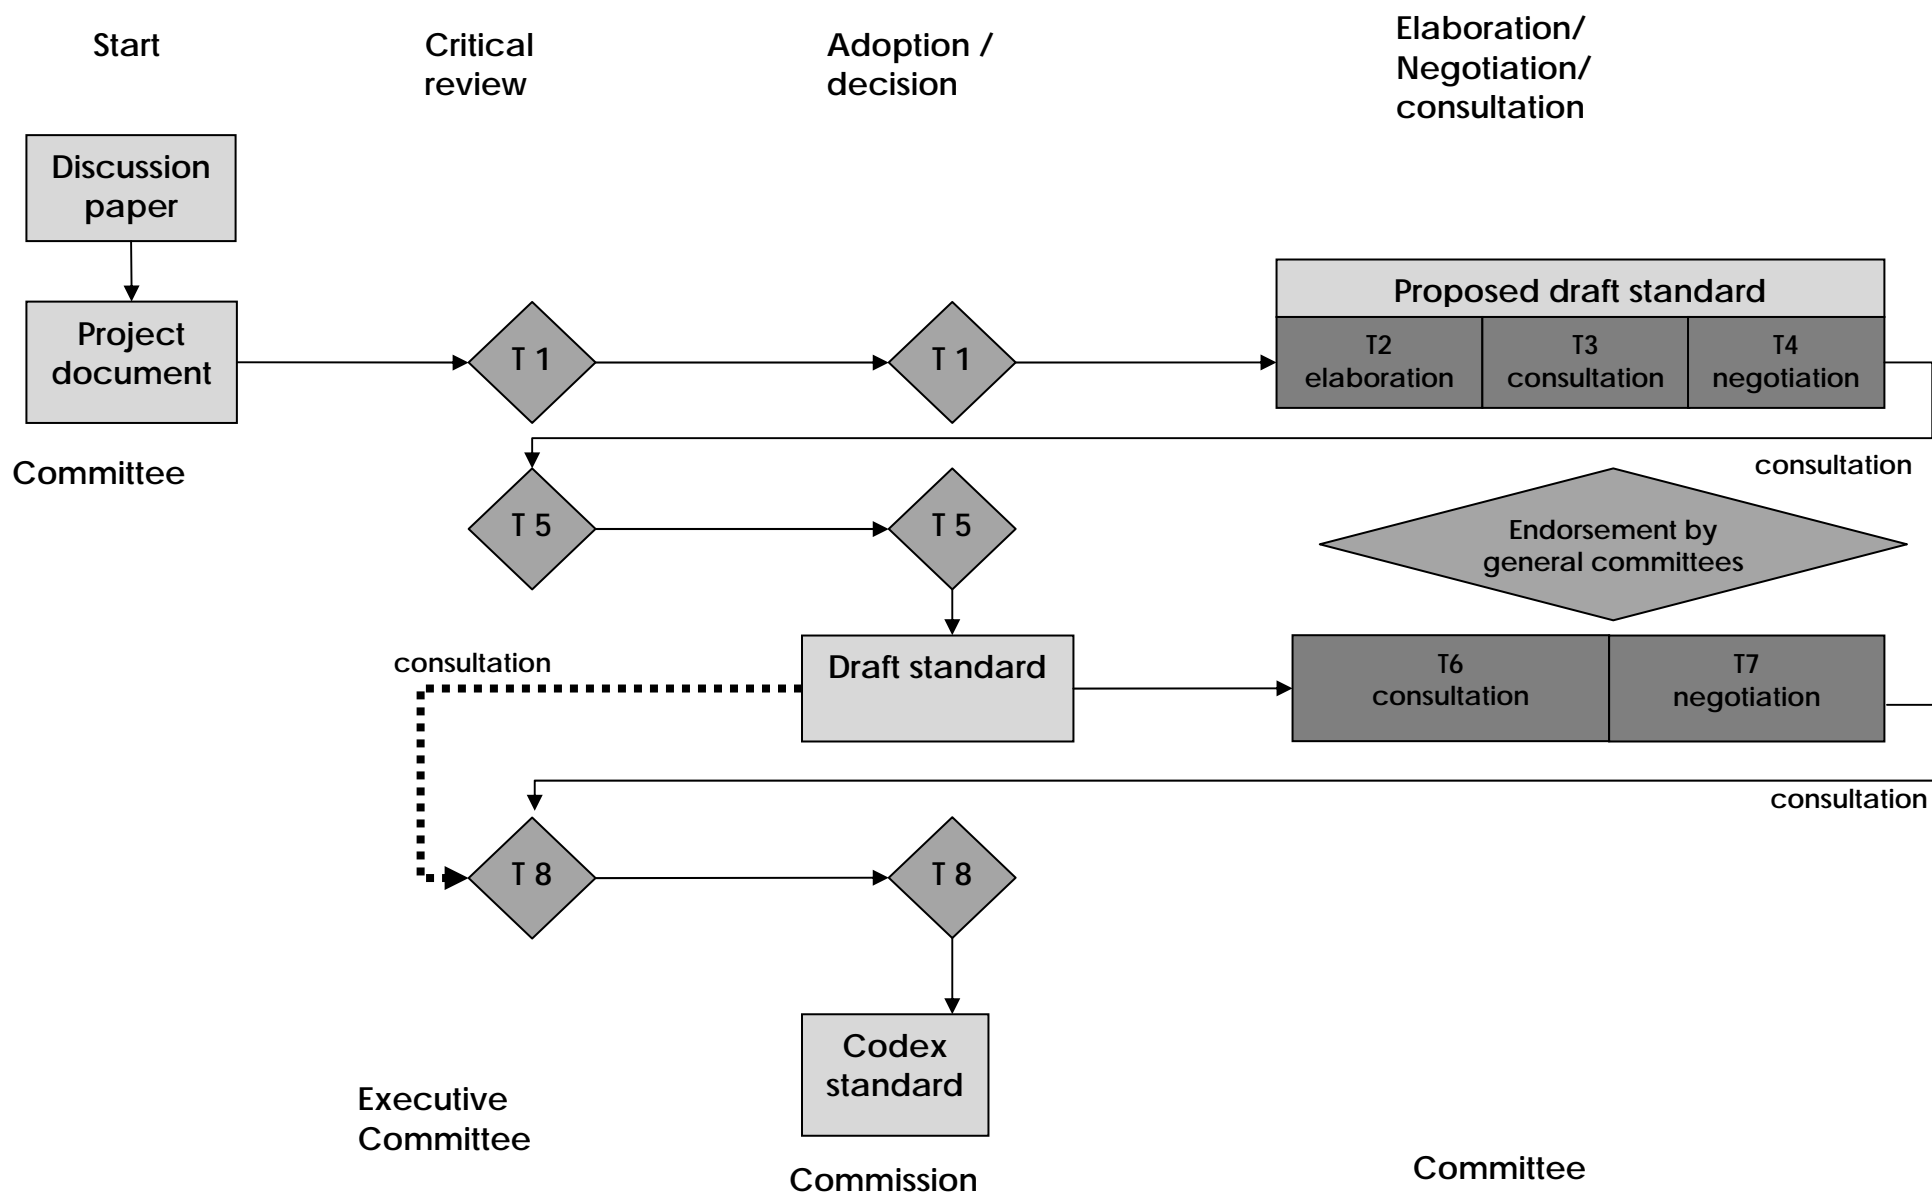 Start
Critical
review
Adoption /
decision
Elaboration/
Negotiation/
consultation
Discussion
paper
Project
document
Committee
T 1
T 1
Proposed draft standard
T2
elaboration
T3
consultation
T4
negotiation
consultation
T 5
T 5
Endorsement by
general committees
consultation
Draft standard
T6
consultation
T7
negotiation
consultation
T 8
T 8
Codex
standard
Executive
Committee
Commission
Committee